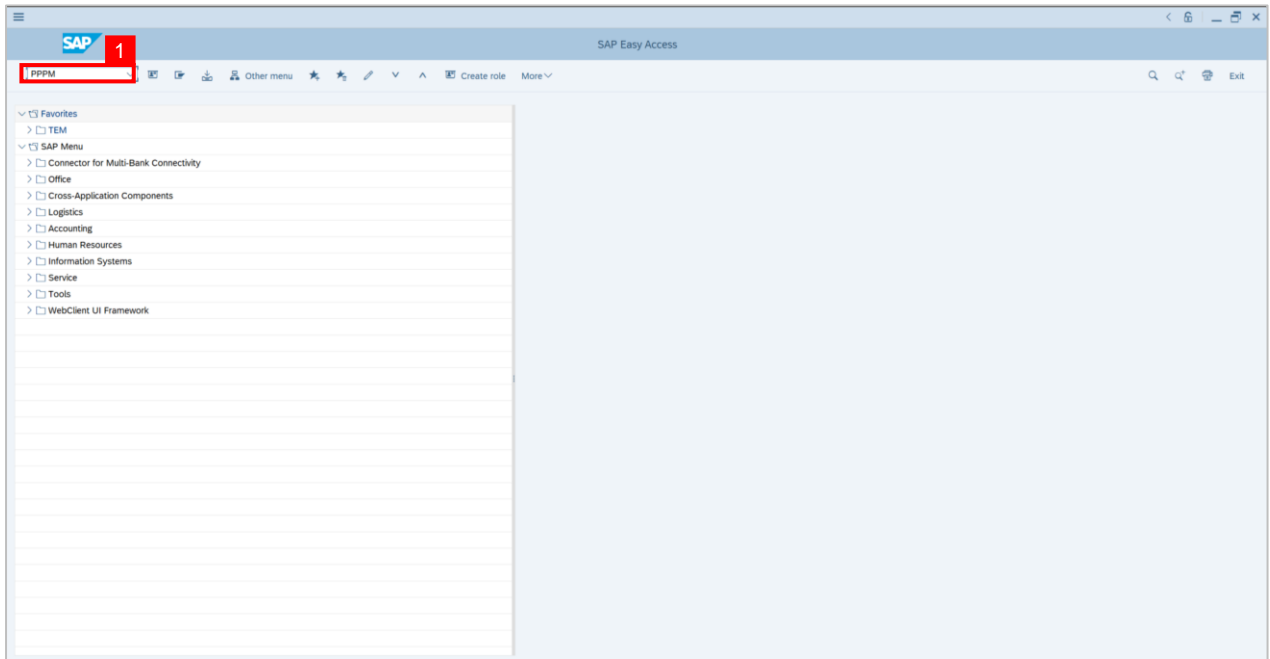 SAP Easy Access
SAP
1
PPPM
Other menu
Create role
More
Exit
Favorites
TEM
SAP Menu
Connector for Multi-Bank Connectivity
Office
Cross-Application Components
Logistics
Accounting
Human Resources
Information Systems
Service
Tools
WebClient UI Framework